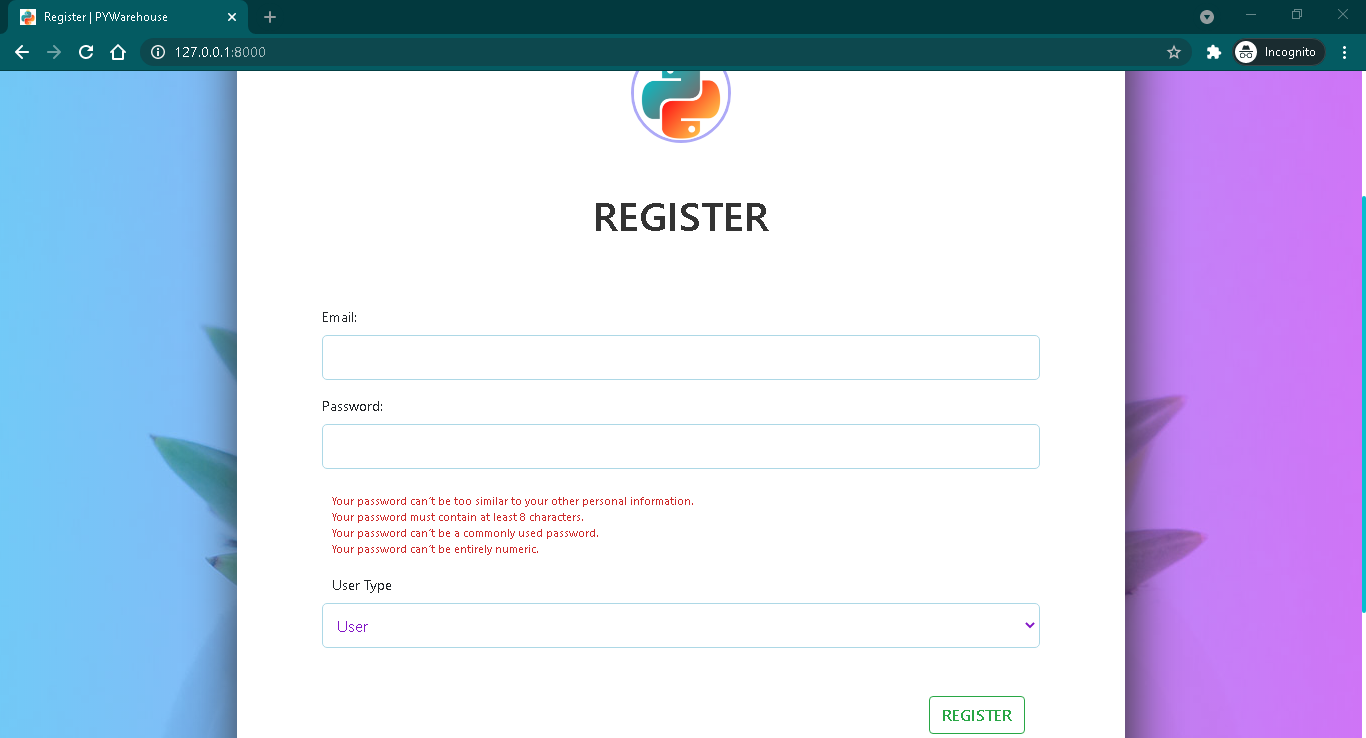 Register | PYWarehouse
127.0.0.1:8000
Incognito
REGISTER
Email:
Password:
Your password can't be too similar to your other personal information.
Your password must contain at least 8 characters.
Your password can't be a commonly used password.
Your password can't be entirely numeric.
User Type
User
REGISTER